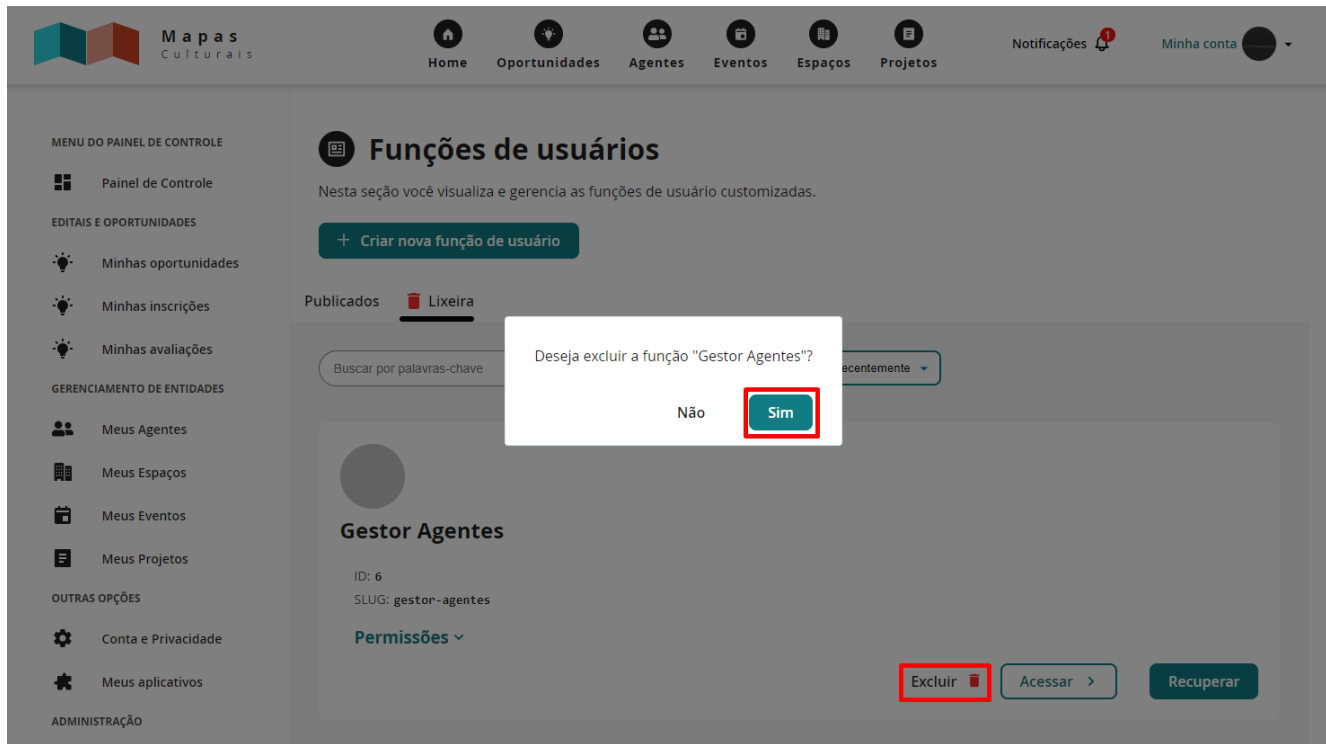 Mapas
Culturais
Home
Oportunidades
Agentes
Eventos
Espaços
Projetos
Notificações
1
Minha conta
MENU DO PAINEL DE CONTROLE
Painel de Controle
EDITAIS E OPORTUNIDADES
Minhas oportunidades
Minhas inscrições
Minhas avaliações
GERENCIAMENTO DE ENTIDADES
Meus Agentes
Meus Espaços
Meus Eventos
Meus Projetos
OUTRAS OPÇÕES
Conta e Privacidade
Meus aplicativos
ADMINISTRAÇÃO
Funções de usuários
Nesta seção você visualiza e gerencia as funções de usuário customizadas.
+ Criar nova função de usuário
Publicados
Lixeira
Buscar por palavras-chave
ecentemente
Deseja excluir a função "Gestor Agentes"?
Não
Sim
Gestor Agentes
ID: 6
SLUG: gestor-agentes
Permissões
Excluir
Acessar >
Recuperar